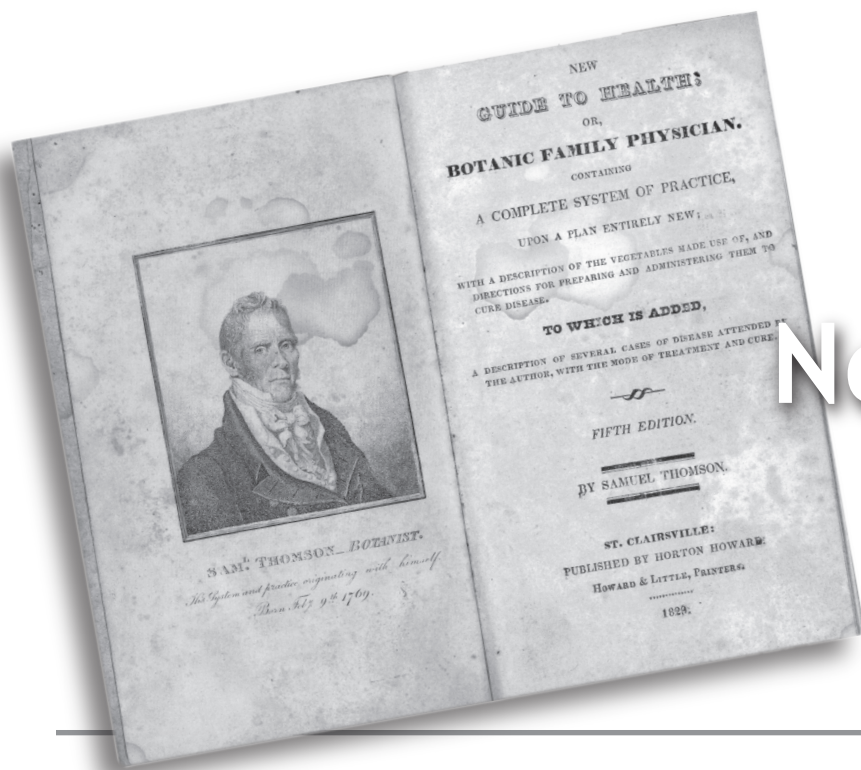 SAM.ᴸ THOMSON_BOTANIST.
His System and practice originating with himself.
Born Feb.y 9th 1769.
NEW
GUIDE TO HEALTH;
OR,
BOTANIC FAMILY PHYSICIAN.
CONTAINING
A COMPLETE SYSTEM OF PRACTICE,
UPON A PLAN ENTIRELY NEW;
WITH A DESCRIPTION OF THE VEGETABLES MADE USE OF, AND
DIRECTIONS FOR PREPARING AND ADMINISTERING THEM TO
CURE DISEASE.
TO WHICH IS ADDED,
A DESCRIPTION OF SEVERAL CASES OF DISEASE ATTENDED BY
THE AUTHOR, WITH THE MODE OF TREATMENT AND CURE.
FIFTH EDITION.
BY SAMUEL THOMSON.
ST. CLAIRSVILLE:
PUBLISHED BY HORTON HOWARD:
HOWARD & LITTLE, PRINTERS.
1829.